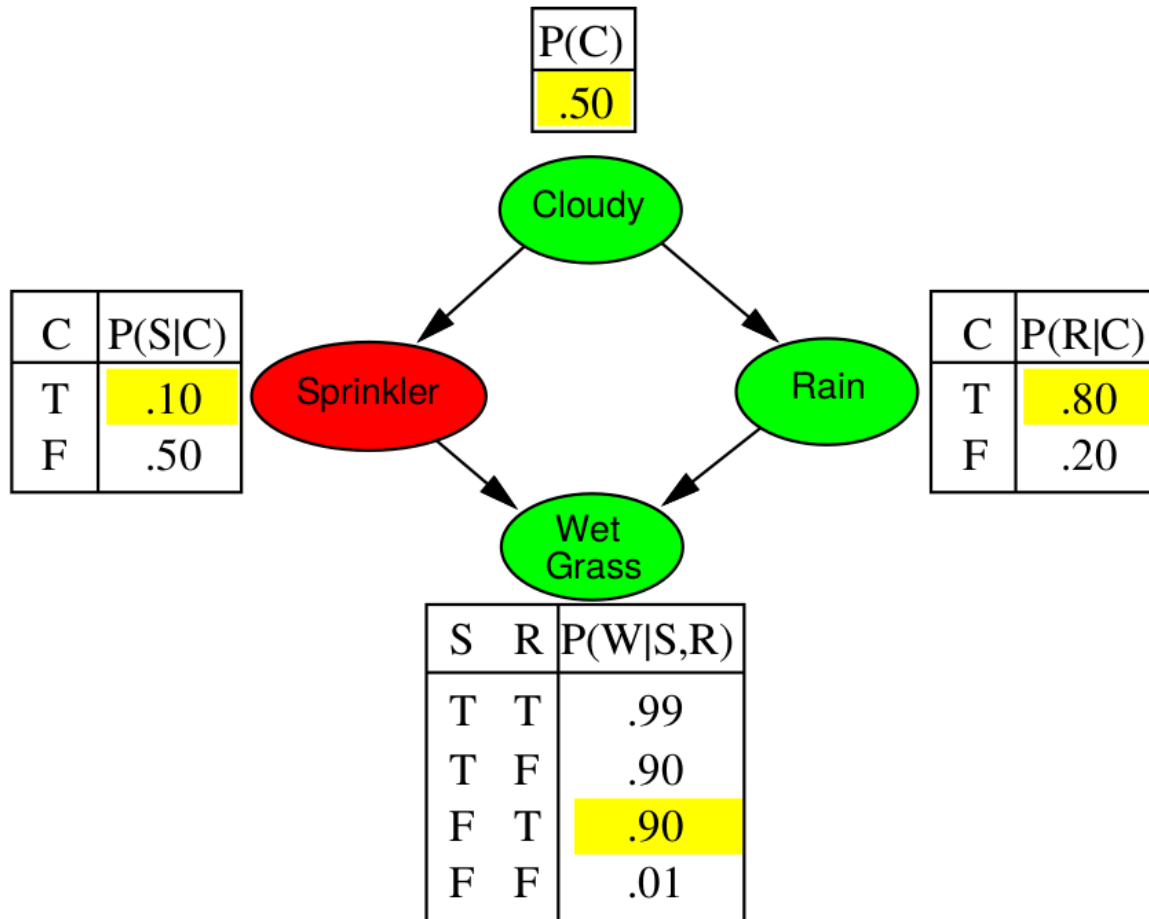 P(C)
.50
Cloudy
C P(S|C)
T .10
F .50
Sprinkler
Rain
C P(R|C)
T .80
F .20
Wet
Grass
S R P(W|S,R)
T T .99
T F .90
F T .90
F F .01